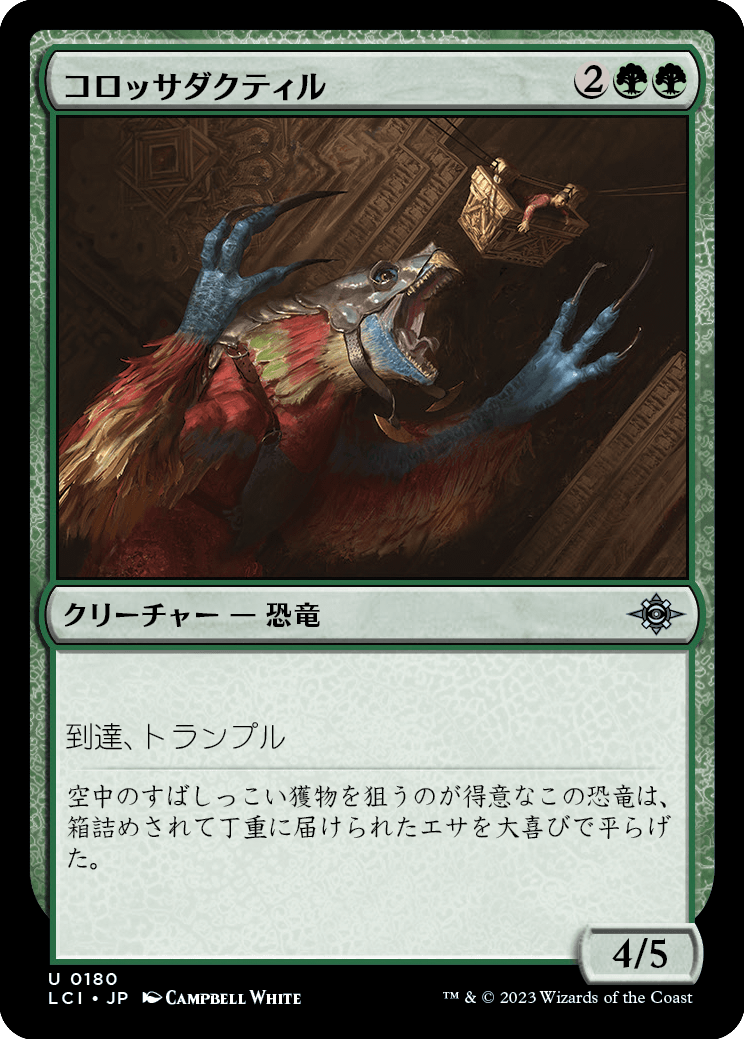 コロッサダクティル 2
クリーチャー — 恐竜
到達、トランプル
空中のすばしっこい獲物を狙うのが得意なこの恐竜は、
箱詰めされて丁重に届けられたエサを大喜びで平らげ
た。
4/5
U 0180
LCI • JP Campbell White
™ & © 2023 Wizards of the Coast